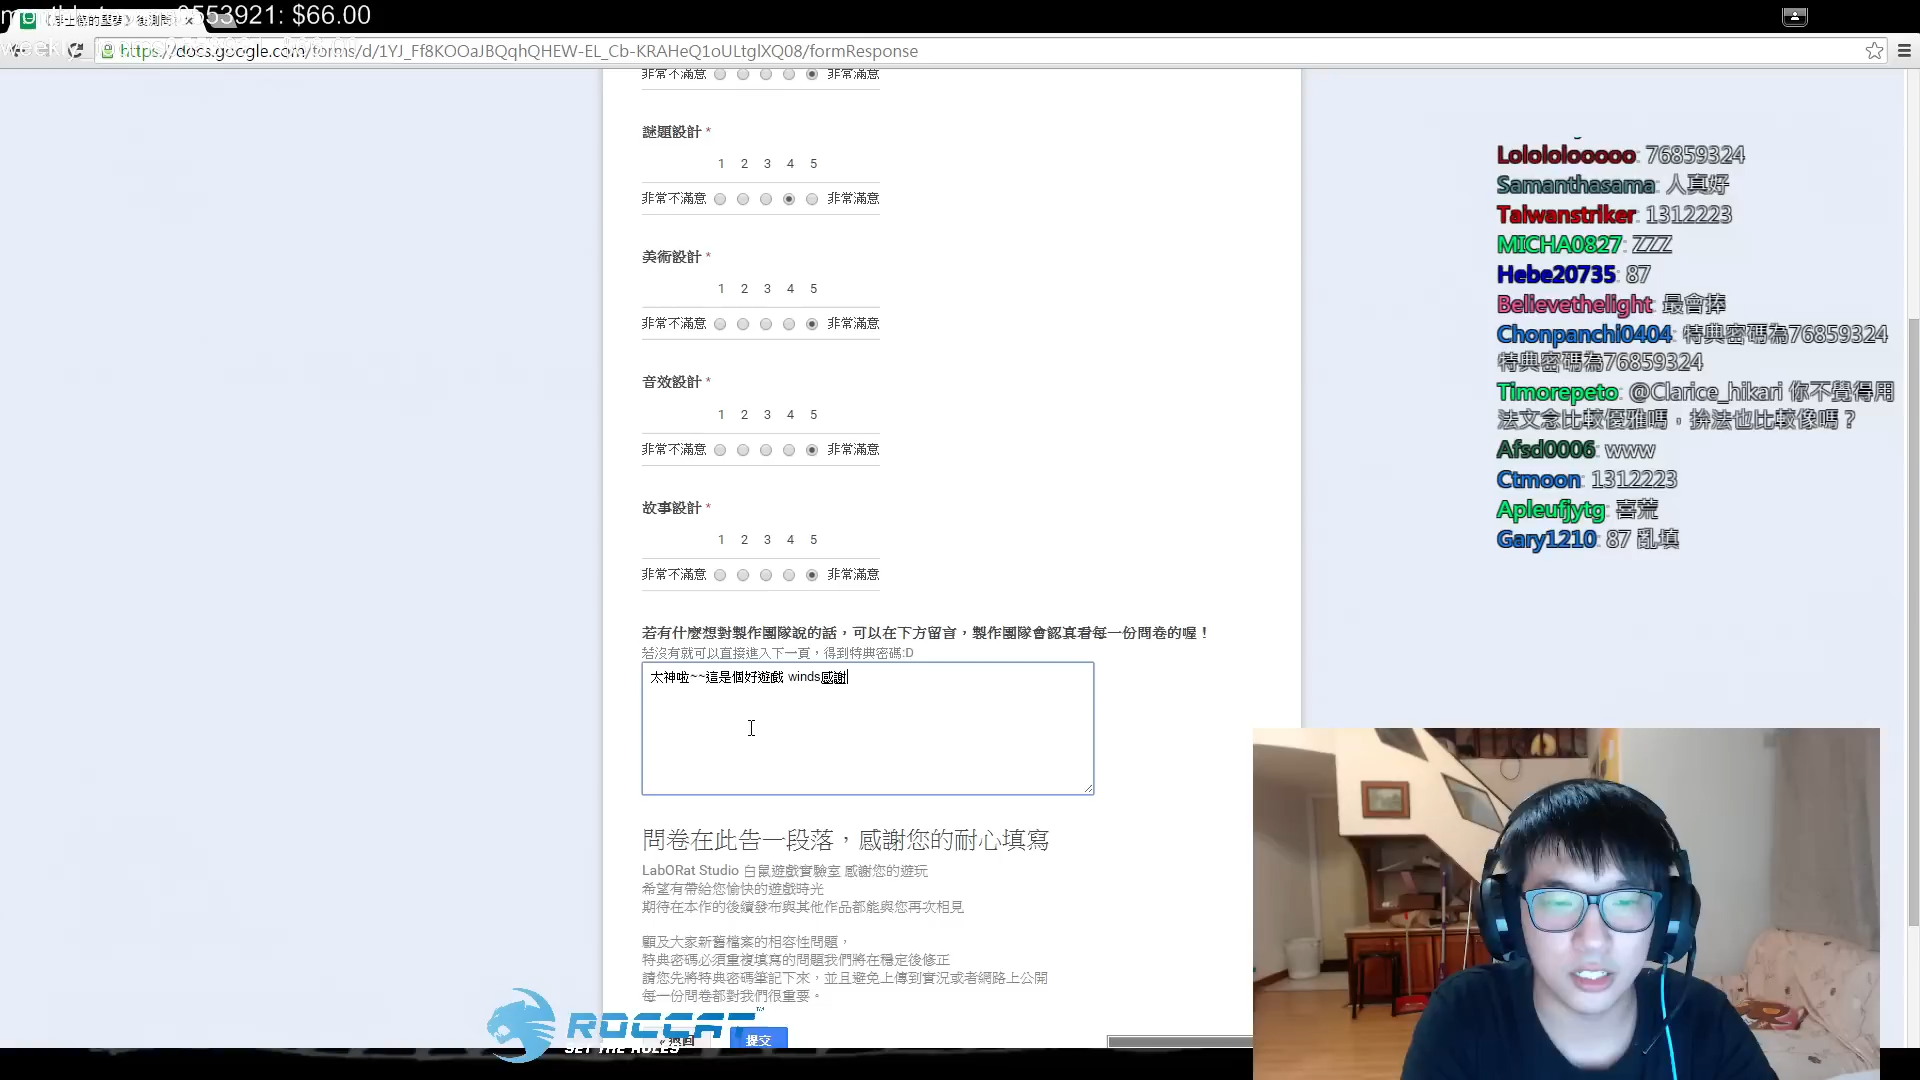 https://docs.google.com/forms/d/1YJ_Ff8KOOaJBQqhQHEW-EL_Cb-KRAHeQ1oULtglXQ08/formResponse
非常不滿意 非常滿意
謎題設計 *
1 2 3 4 5
非常不滿意 非常滿意
美術設計 *
1 2 3 4 5
非常不滿意 非常滿意
音效設計 *
1 2 3 4 5
非常不滿意 非常滿意
故事設計 *
1 2 3 4 5
非常不滿意 非常滿意
若有什麼想對製作團隊說的話，可以在下方留言，製作團隊會認真看每一份問卷的喔！
若沒有就可以直接進入下一頁，得到特典密碼:D
太神啦~~這是個好遊戲 winds感謝
問卷在此告一段落，感謝您的耐心填寫
LabORat Studio 白鼠遊戲實驗室 感謝您的遊玩
希望有帶給您愉快的遊戲時光
期待在本作的後續發布與其他作品都能與您再次相見
顧及大家新舊檔案的相容性問題，
特典密碼必須重複填寫的問題我們將在穩定後修正
請您先將特典密碼筆記下來，並且避免上傳到實況或者網路上公開
每一份問卷都對我們很重要。
ROCCAT
SET THE RULES
« 返回 提交
Lolololooooo: 76859324
Samanthasama: 人真好
Taiwanstriker: 1312223
MICHA0827: ZZZ
Hebe20735: 87
Believethelight: 最會捧
Chonpanchi0404: 特典密碼為76859324
特典密碼為76859324
Timorepeto: @Clarice_hikari 你不覺得用
法文念比較優雅嗎，拚法也比較像嗎？
Afsd0006: www
Ctmoon: 1312223
Apleufjytg: 喜荒
Gary1210: 87 亂填